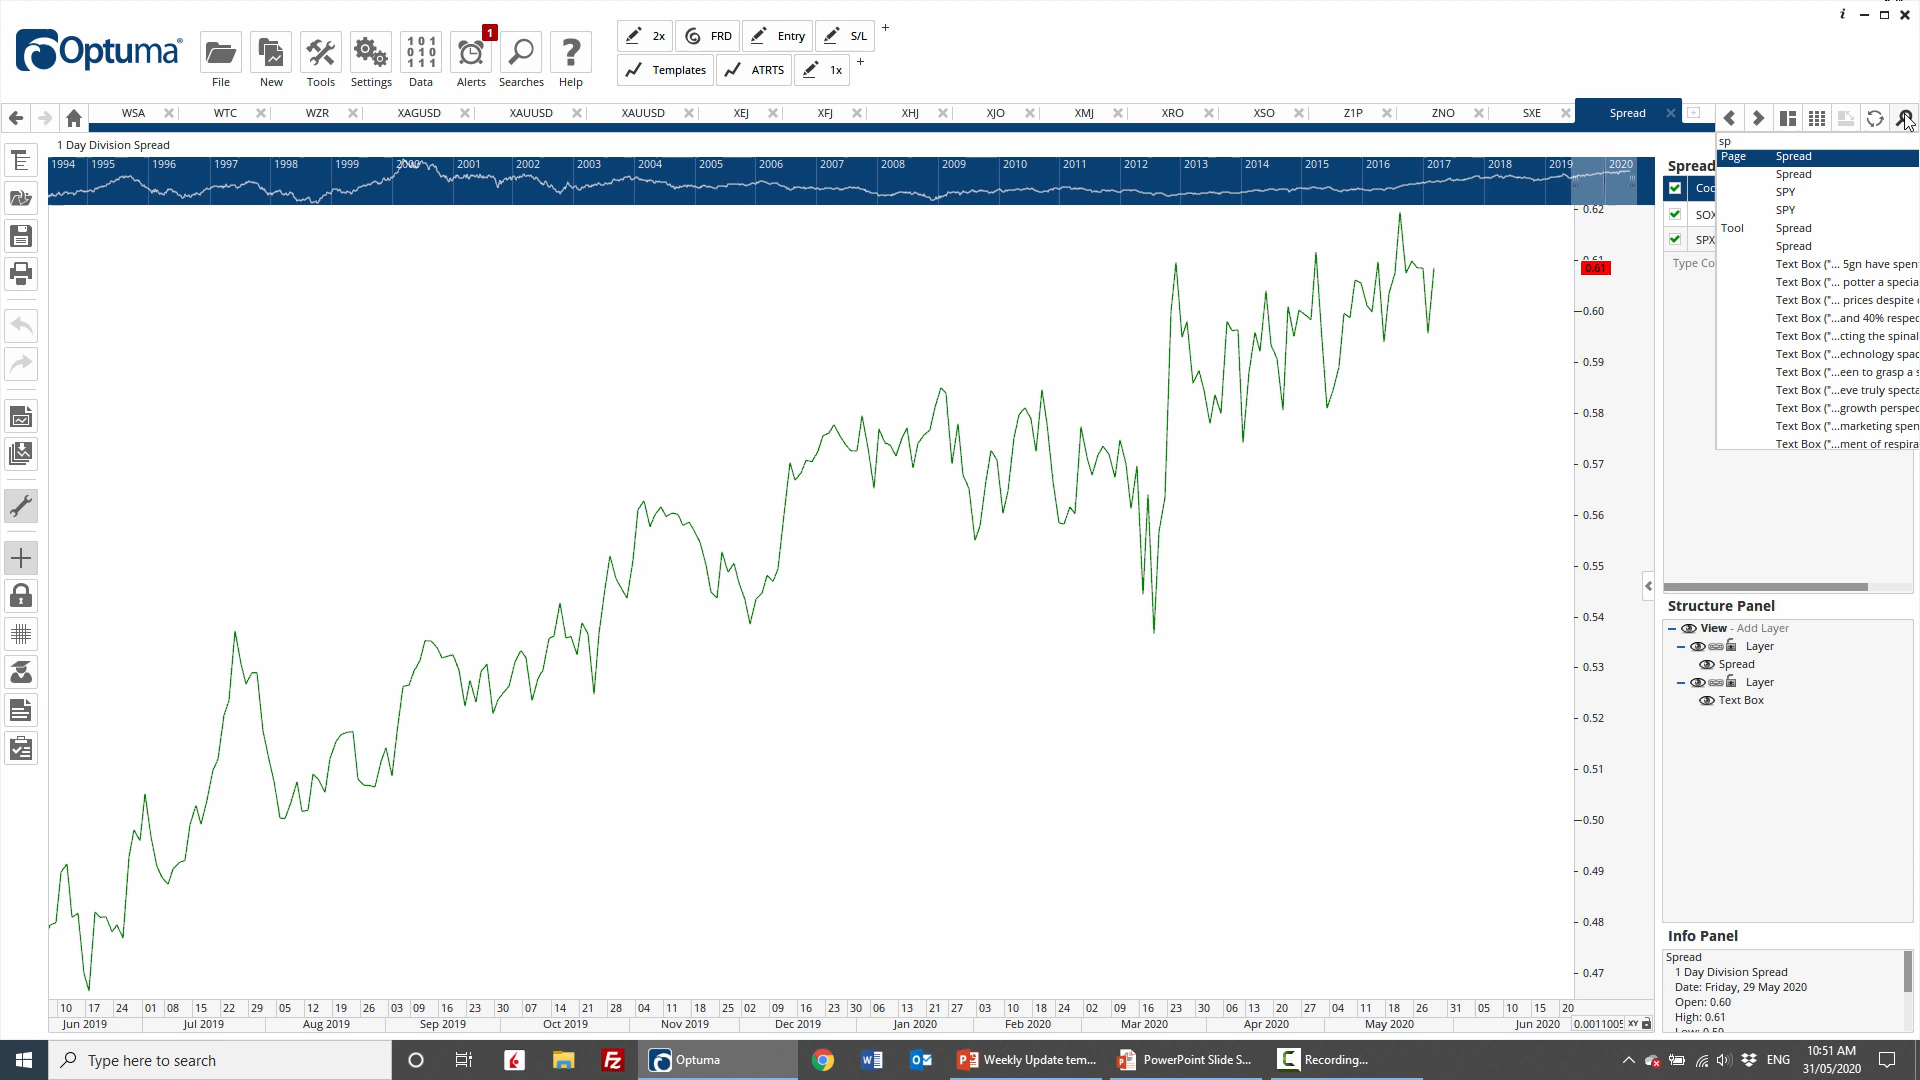 Optuma
File
New
Tools
Settings
Data
1
Alerts
Searches
Help
2x
FRD
Entry
S/L
Templates
ATRTS
1x
WSA
WTC
WZR
XAGUSD
XAUUSD
XAUUSD
XEJ
XFJ
XHJ
XJO
XMJ
XRO
XSO
Z1P
ZNO
SXE
Spread
1 Day Division Spread
1994 1995 1996 1997 1998 1999 2000 2001 2002 2003 2004 2005 2006 2007 2008 2009 2010 2011 2012 2013 2014 2015 2016 2017 2018 2019 2020
0.62
0.61
0.60
0.59
0.58
0.57
0.56
0.55
0.54
0.53
0.52
0.51
0.50
0.49
0.48
0.47
10 17 24 01 08 15 22 29 05 12 19 26 03 09 16 23 30 07 14 21 28 04 11 18 25 02 09 16 23 30 06 13 21 27 03 10 18 24 02 09 16 23 30 06 13 20 27 04 11 18 26 31 05 10 15 20
Jun 2019 Jul 2019 Aug 2019 Sep 2019 Oct 2019 Nov 2019 Dec 2019 Jan 2020 Feb 2020 Mar 2020 Apr 2020 May 2020 Jun 2020
0.0011005 XY
sp
Page Spread
Spread
SPY
SPY
Tool Spread
Spread
Text Box ("... 5gn have spen
Text Box ("... potter a specia
Text Box ("... prices despite
Text Box ("...and 40% respec
Text Box ("...cting the spinal
Text Box ("...echnology spac
Text Box ("...een to grasp a s
Text Box ("...eve truly specta
Text Box ("...growth perspec
Text Box ("...marketing spen
Text Box ("...ment of respira
Spread
Coc
SOX
SPX
Type Co
Structure Panel
View - Add Layer
Layer
Spread
Layer
Text Box
Info Panel
Spread
1 Day Division Spread
Date: Friday, 29 May 2020
Open: 0.60
High: 0.61
Low: 0.59
Type here to search
Optuma
Weekly Update tem...
PowerPoint Slide S...
Recording...
ENG
10:51 AM
31/05/2020